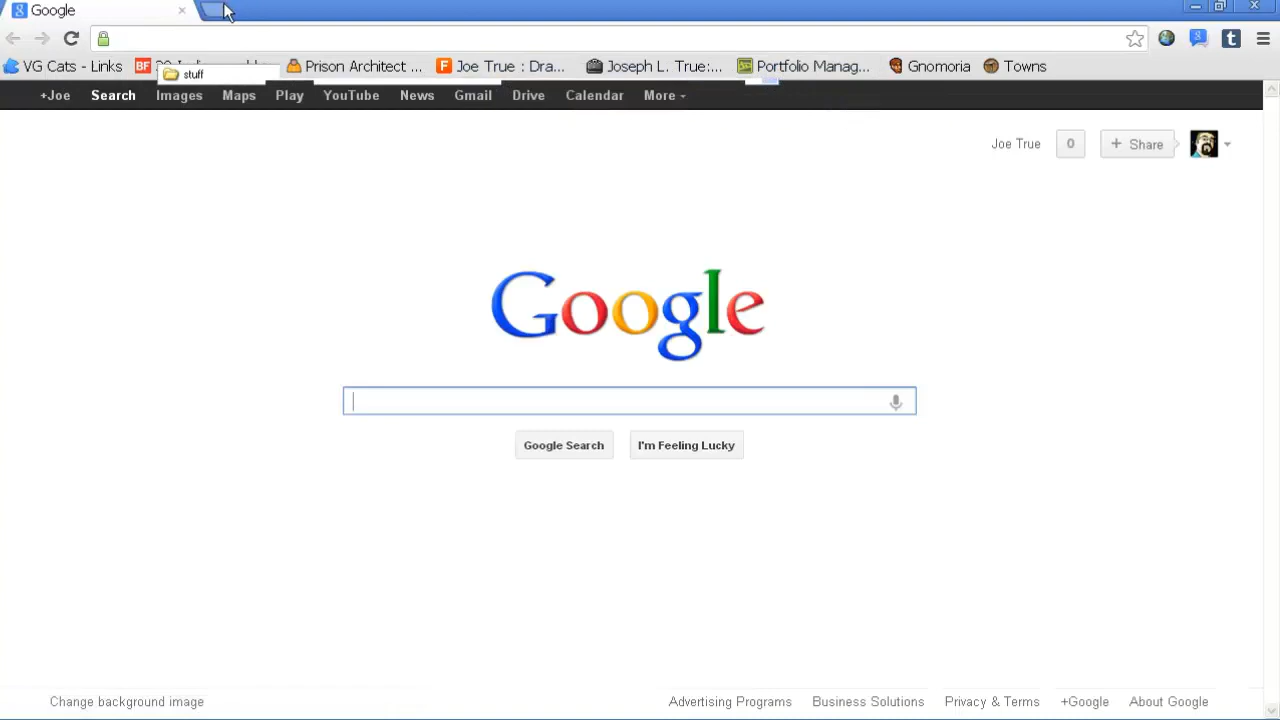 Google
VG Cats - Links BF Prison Architect ... Joe True : Dra... Joseph L. True:... Portfolio Manag... Gnomoria Towns
stuff
+Joe Search Images Maps Play YouTube News Gmail Drive Calendar More
Joe True 0 + Share
Google
Google Search I'm Feeling Lucky
Change background image Advertising Programs Business Solutions Privacy & Terms +Google About Google